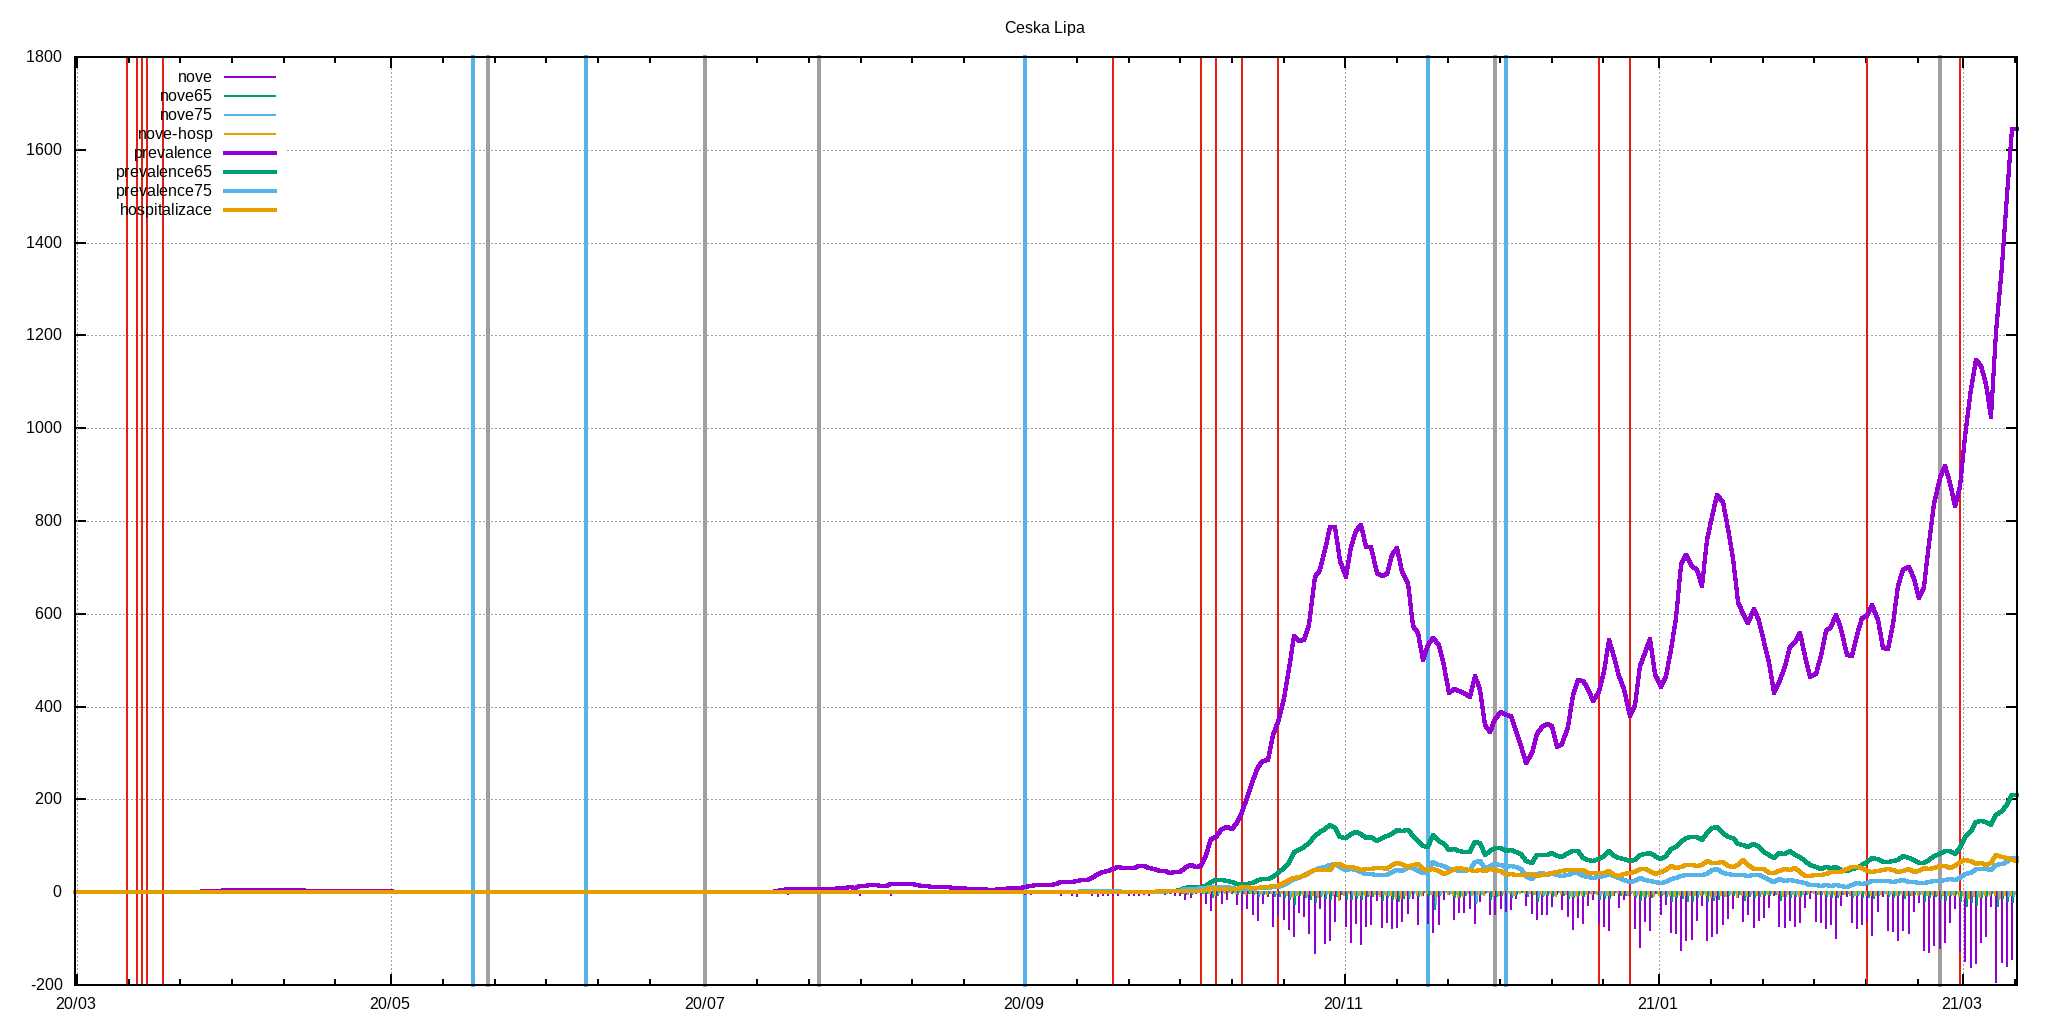 Ceska Lipa
1800
1600
1400
1200
1000
800
600
400
200
0
-200
nove
nove65
nove75
nove-hosp
prevalence
prevalence65
prevalence75
hospitalizace
20/03 20/05 20/07 20/09 20/11 21/01 21/03